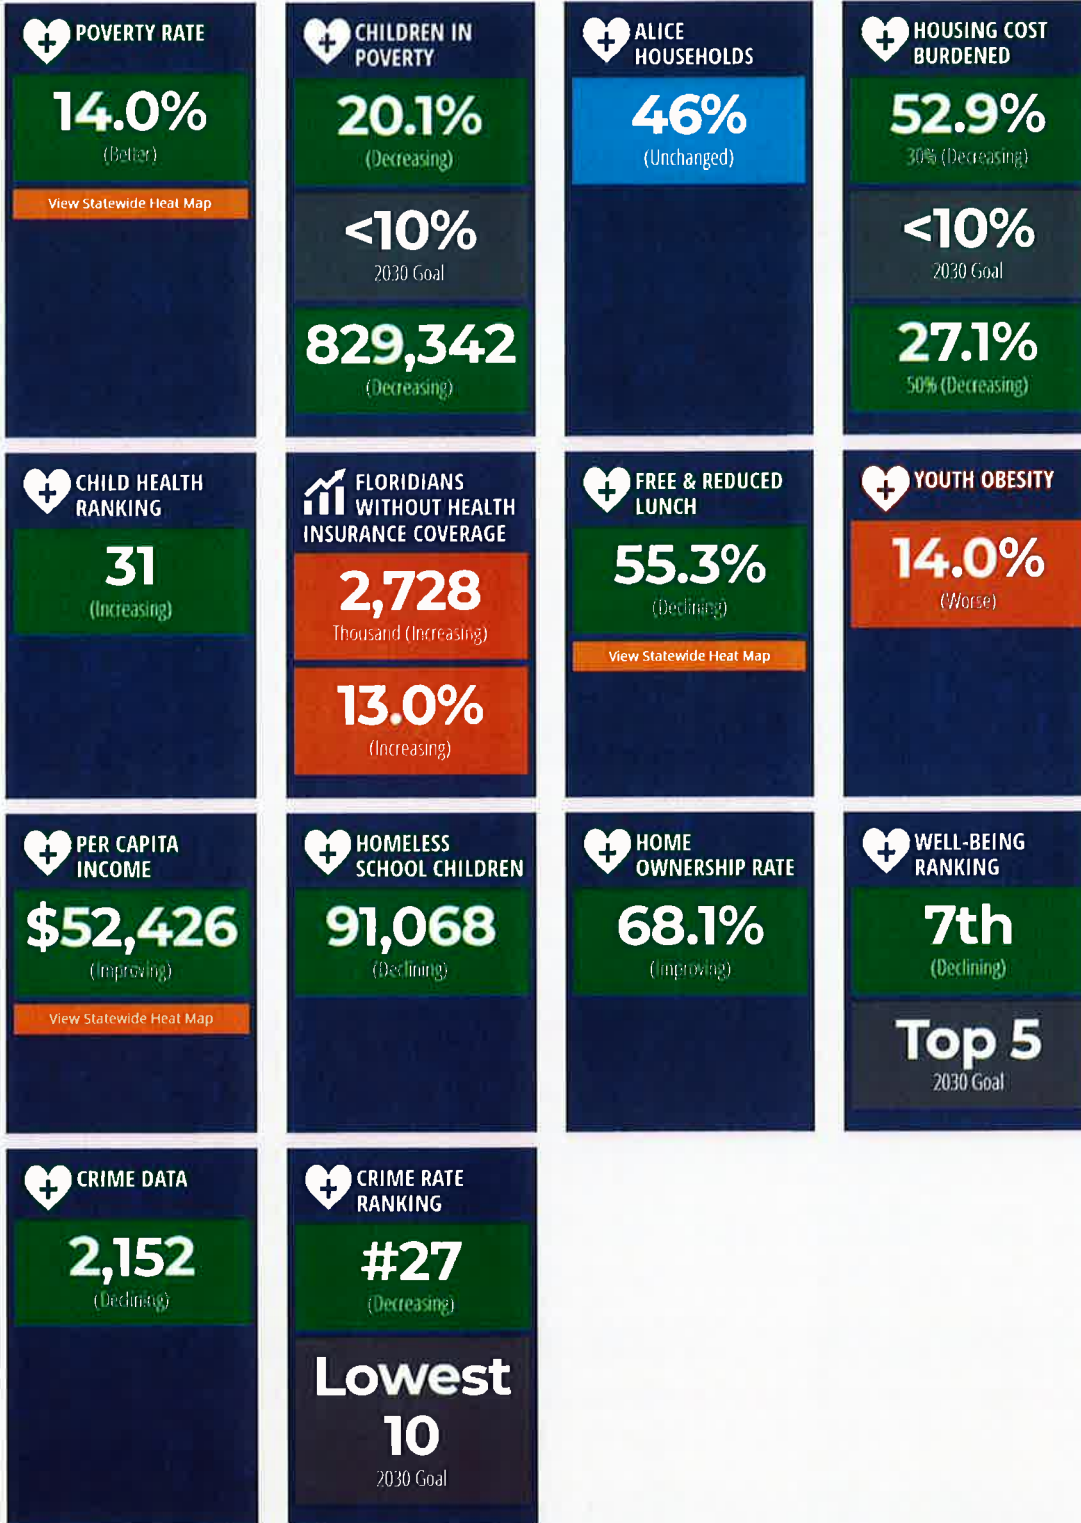 POVERTY RATE
14.0%
(Better)
View Statewide Heat Map
CHILDREN IN
POVERTY
20.1%
(Decreasing)
<10%
2030 Goal
829,342
(Decreasing)
ALICE
HOUSEHOLDS
46%
(Unchanged)
HOUSING COST
BURDENED
52.9%
30% (Decreasing)
<10%
2030 Goal
27.1%
50% (Decreasing)
CHILD HEALTH
RANKING
31
(Increasing)
FLORIDIANS
WITHOUT HEALTH
INSURANCE COVERAGE
2,728
Thousand (Increasing)
13.0%
(Increasing)
FREE & REDUCED
LUNCH
55.3%
(Declining)
View Statewide Heat Map
YOUTH OBESITY
14.0%
(Worse)
PER CAPITA
INCOME
$52,426
(Improving)
View Statewide Heat Map
HOMELESS
SCHOOL CHILDREN
91,068
(Declining)
HOME
OWNERSHIP RATE
68.1%
(Improving)
WELL-BEING
RANKING
7th
(Declining)
Top 5
2030 Goal
CRIME DATA
2,152
(Declining)
CRIME RATE
RANKING
#27
(Decreasing)
Lowest
10
2030 Goal